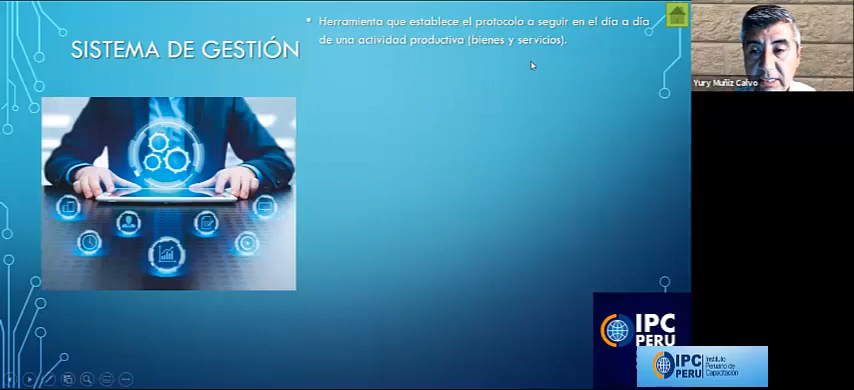 SISTEMA DE GESTIÓN
• Herramienta que establece el protocolo a seguir en el día a día
de una actividad productiva (bienes y servicios).
Yury Muñiz Calvo
IPC
PERU
IPC
PERU
Instituto
Peruano de
Capacitación